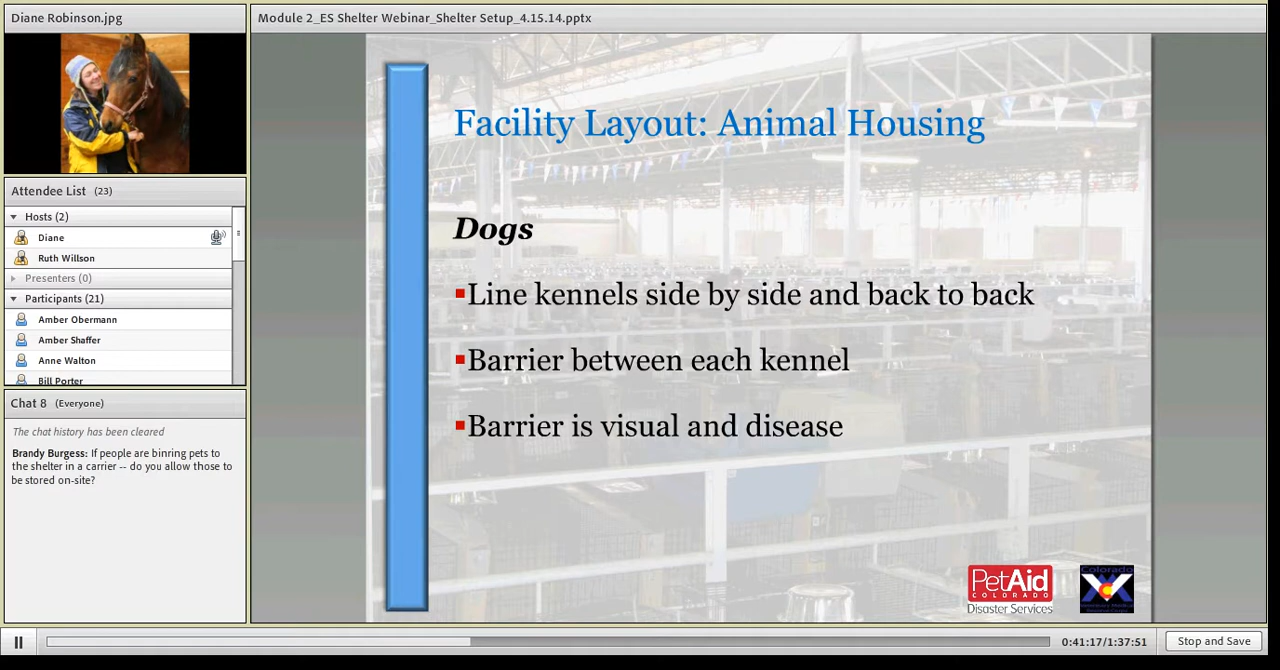 Diane Robinson.jpg
Module 2_ES Shelter Webinar_Shelter Setup_4.15.14.pptx
Attendee List (23)
Hosts (2)
Diane
Ruth Willson
Presenters (0)
Participants (21)
Amber Obermann
Amber Shaffer
Anne Walton
Bill Porter
Chat 8 (Everyone)
The chat history has been cleared
Brandy Burgess: If people are binring pets to
the shelter in a carrier -- do you allow those to
be stored on-site?
Facility Layout: Animal Housing
Dogs
Line kennels side by side and back to back
Barrier between each kennel
Barrier is visual and disease
PetAid
COLORADO
Disaster Services
Colorado
0:41:17/1:37:51
Stop and Save